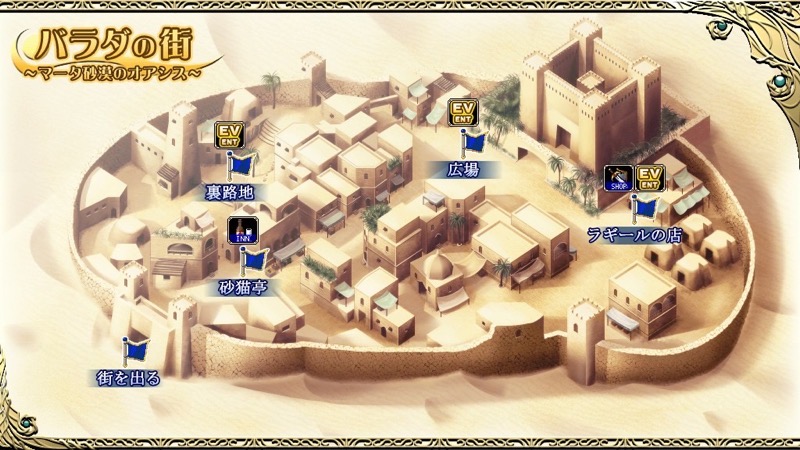 バラダの街
~マータ砂漠のオアシス~
EV
ENT
広場
EV
ENT
裏路地
SHOP
EV
ENT
ラギールの店
INN
砂猫亭
街を出る